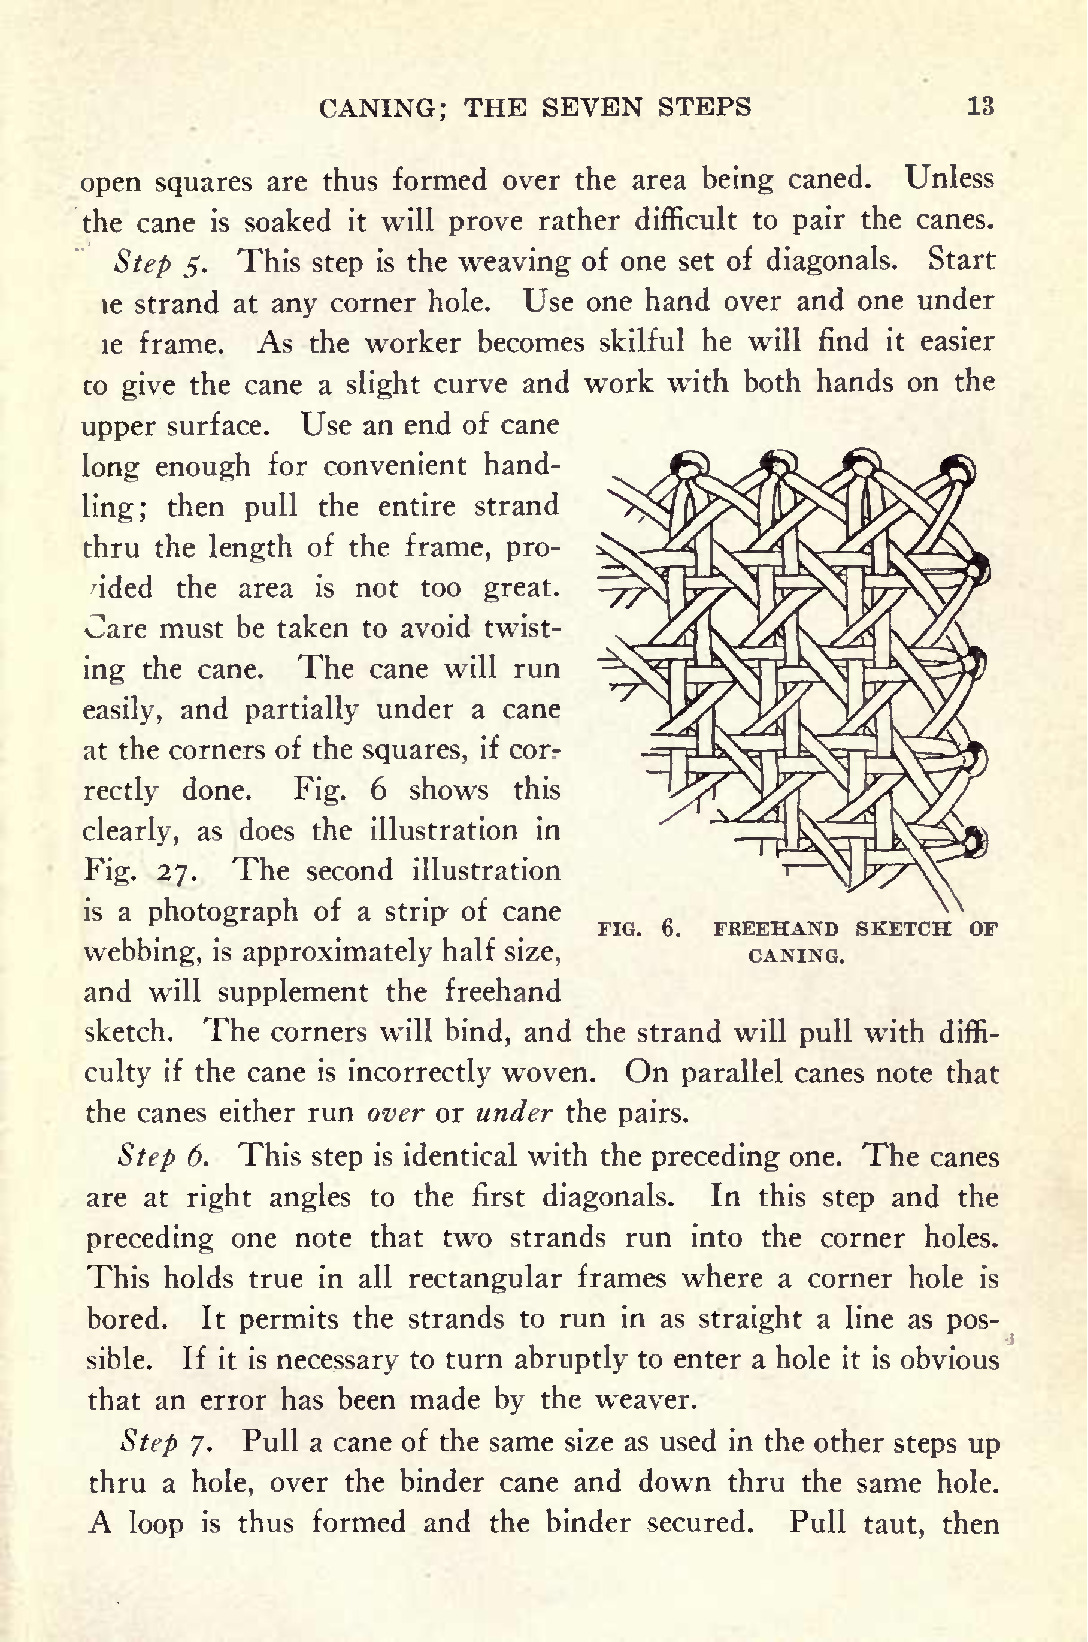 CANING; THE SEVEN STEPS 13
open squares are thus formed over the area being caned. Unless
the cane is soaked it will prove rather difficult to pair the canes.
Step 5. This step is the weaving of one set of diagonals. Start
ıe strand at any corner hole. Use one hand over and one under
ıe frame. As the worker becomes skilful he will find it easier
to give the cane a slight curve and work with both hands on the
upper surface. Use an end of cane
long enough for convenient hand-
ling; then pull the entire strand
thru the length of the frame, pro-
vided the area is not too great.
Care must be taken to avoid twist-
ing the cane. The cane will run
easily, and partially under a cane
at the corners of the squares, if cor-
rectly done. Fig. 6 shows this
clearly, as does the illustration in
Fig. 27. The second illustration
is a photograph of a strip of cane
webbing, is approximately half size,
and will supplement the freehand
FIG. 6. FREEHAND SKETCH OF
CANING.
sketch. The corners will bind, and the strand will pull with diffi-
culty if the cane is incorrectly woven. On parallel canes note that
the canes either run over or under the pairs.
Step 6. This step is identical with the preceding one. The canes
are at right angles to the first diagonals. In this step and the
preceding one note that two strands run into the corner holes.
This holds true in all rectangular frames where a corner hole is
bored. It permits the strands to run in as straight a line as pos-
sible. If it is necessary to turn abruptly to enter a hole it is obvious
that an error has been made by the weaver.
Step 7. Pull a cane of the same size as used in the other steps up
thru a hole, over the binder cane and down thru the same hole.
A loop is thus formed and the binder secured. Pull taut, then